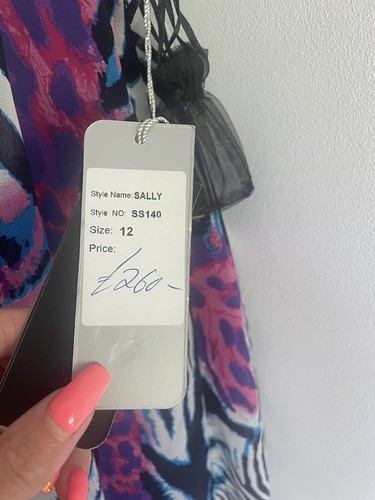 Style Name: SALLY
Style NO: SS140
Size: 12
Price:
£260-